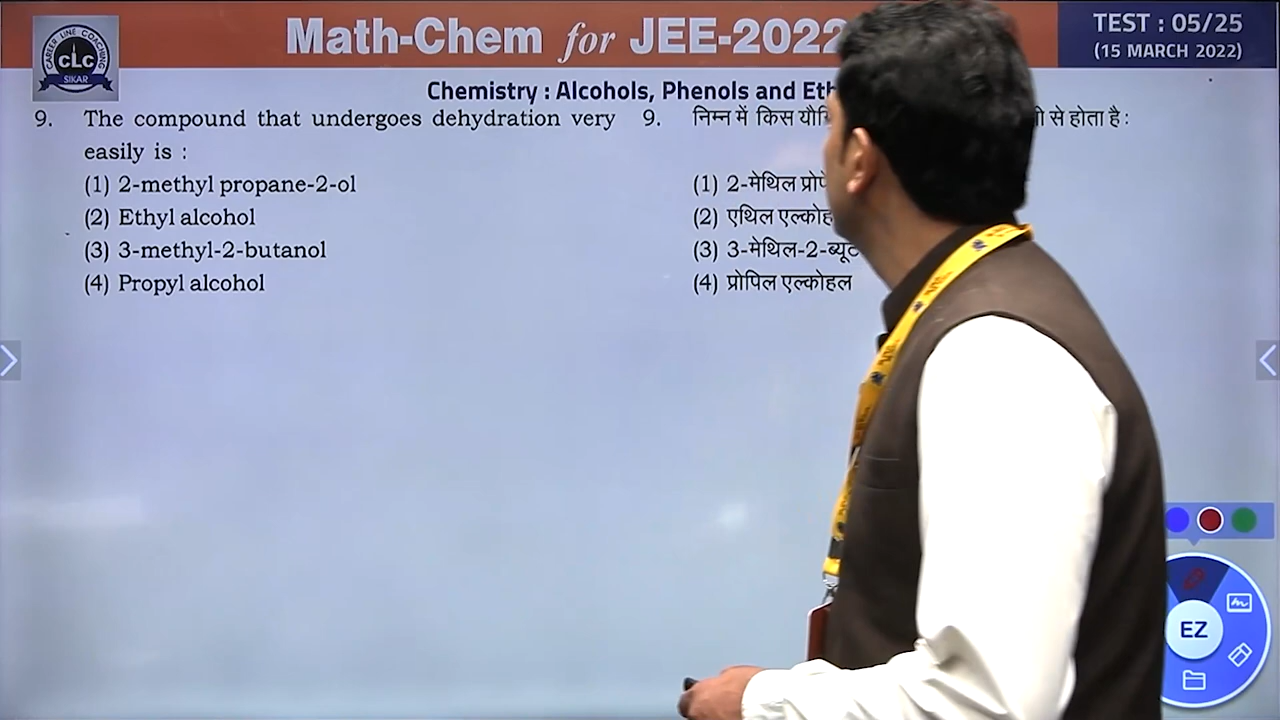 CAREER LINE COACHING
CLC
SIKAR
Math-Chem for JEE-2022
TEST : 05/25
(15 MARCH 2022)
Chemistry : Alcohols, Phenols and
9. The compound that undergoes dehydration very
easily is :
(1) 2-methyl propane-2-ol
(2) Ethyl alcohol
(3) 3-methyl-2-butanol
(4) Propyl alcohol
9. निम्न में किस से होता है :
(1) 2-मेथिल
(2) एथिल
(3) 3-मेथिल-2-
(4) प्रोपिल एल्कोहल
EZ